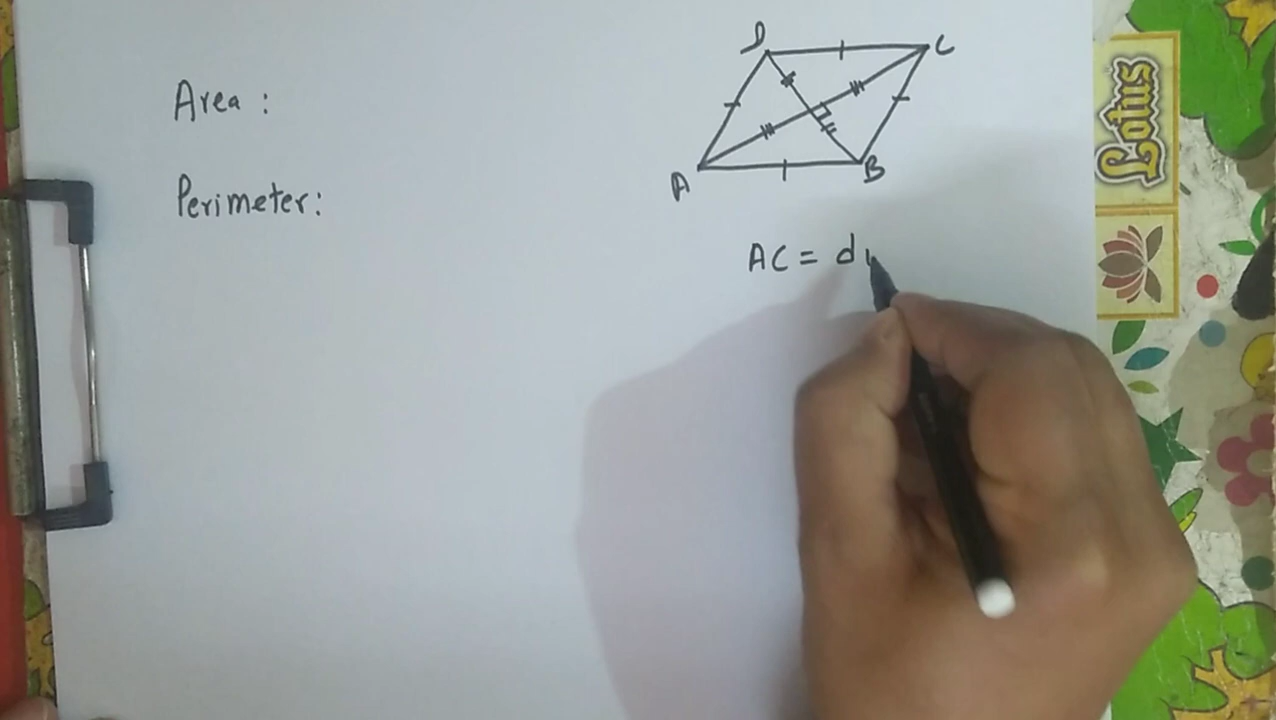 Area :
Perimeter:
D
C
A
B
AC = d
Lotus